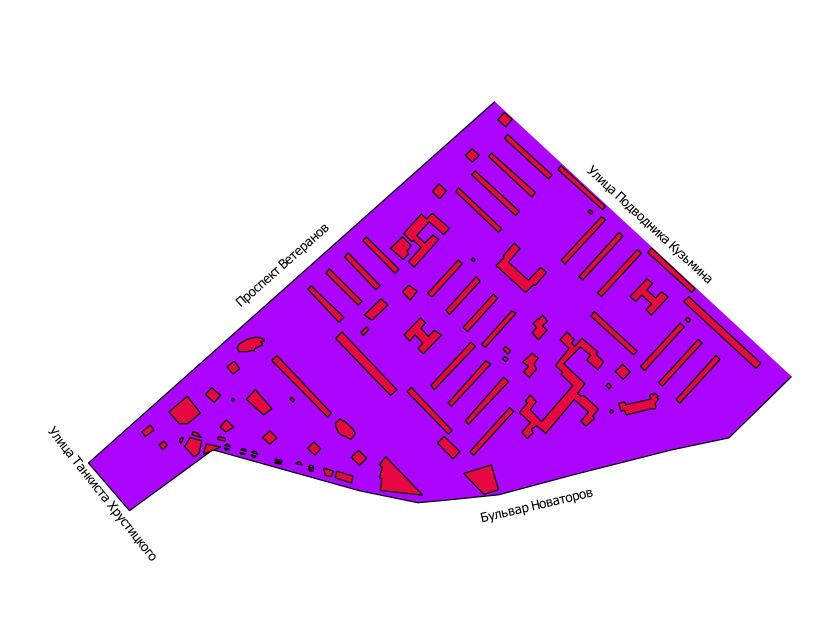 Улица Подводника Кузьмина
Проспект Ветеранов
Улица Танкиста Хрустицкого
Бульвар Новаторов